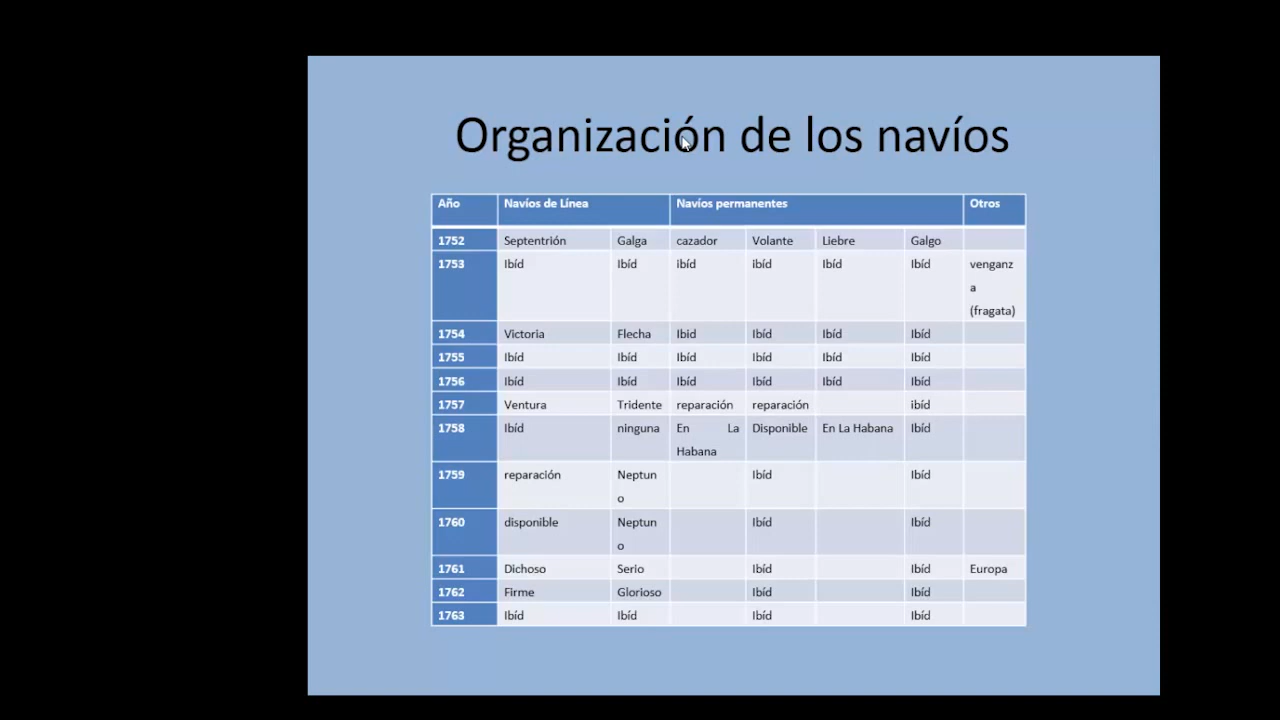 Organización de los navíos
Año Navíos de Línea Navíos permanentes Otros
1752 Septentrión Galga cazador Volante Liebre Galgo
1753 Ibíd Ibíd ibíd ibíd Ibíd Ibíd venganz
a
(fragata)
1754 Victoria Flecha Ibid Ibíd Ibíd Ibíd
1755 Ibíd Ibíd Ibíd Ibíd Ibíd Ibíd
1756 Ibíd Ibíd Ibíd Ibíd Ibíd Ibíd
1757 Ventura Tridente reparación reparación ibíd
1758 Ibíd ninguna En La Disponible En La Habana Ibíd
Habana
1759 reparación Neptun Ibíd Ibíd
o
1760 disponible Neptun Ibíd Ibíd
o
1761 Dichoso Serio Ibíd Ibíd Europa
1762 Firme Glorioso Ibíd Ibíd
1763 Ibíd Ibíd Ibíd Ibíd